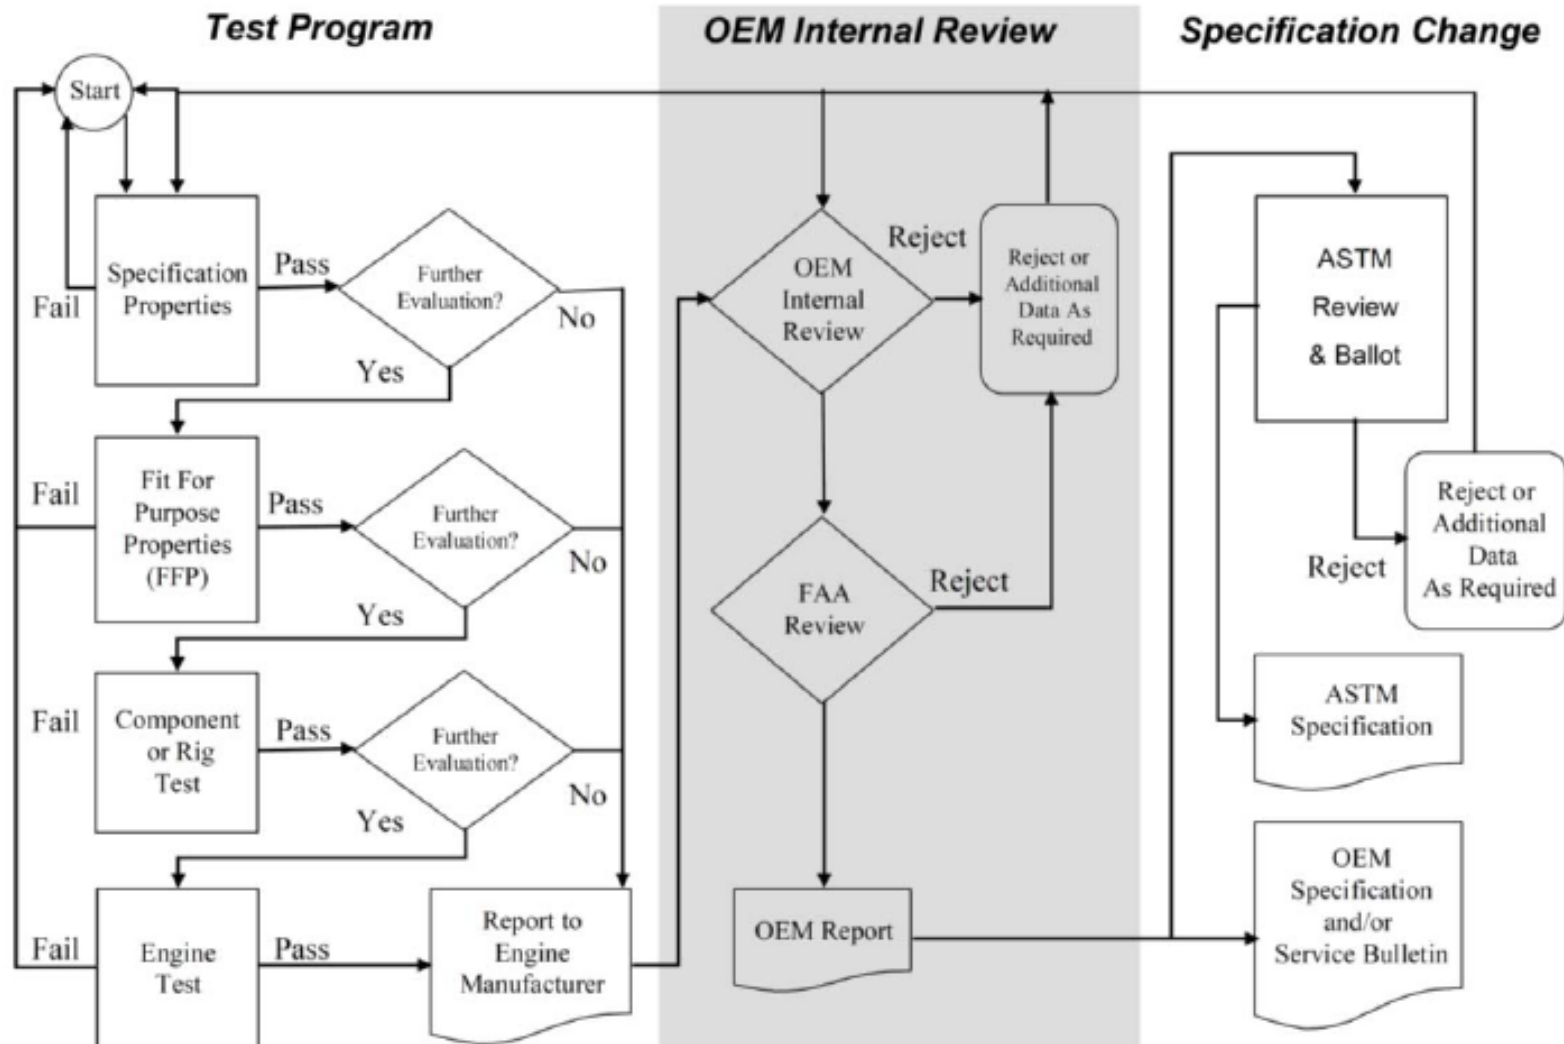 Test Program
OEM Internal Review
Specification Change
Start
Specification
Properties
Pass
Fail
Further
Evaluation?
No
Yes
Fit For
Purpose
Properties
(FFP)
Fail
Pass
Further
Evaluation?
No
Yes
Component
or Rig
Test
Fail
Pass
Further
Evaluation?
No
Yes
Engine
Test
Fail
Pass
Report to
Engine
Manufacturer
OEM
Internal
Review
Reject
Reject or
Additional
Data As
Required
FAA
Review
Reject
OEM Report
ASTM
Review
& Ballot
Reject
Reject or
Additional
Data
As Required
ASTM
Specification
OEM
Specification
and/or
Service Bulletin